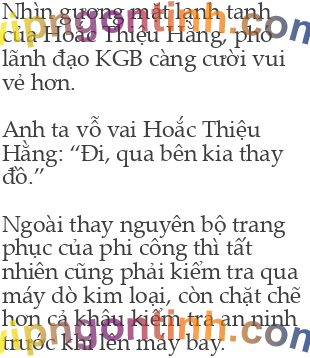 Nhìn gương mặt lạnh tanh
của Hoắc Thiệu Hằng, phó
lãnh đạo KGB càng cười vui
vẻ hơn.
Anh ta vỗ vai Hoắc Thiệu
Hằng: “Đi, qua bên kia thay
đồ.”
Ngoài thay nguyên bộ trang
phục của phi công thì tất
nhiên cũng phải kiểm tra qua
máy dò kim loại, còn chặt chẽ
hơn cả khâu kiểm tra an ninh
trước khi lên máy bay.
vipngontinh.com
vipngontinh.com